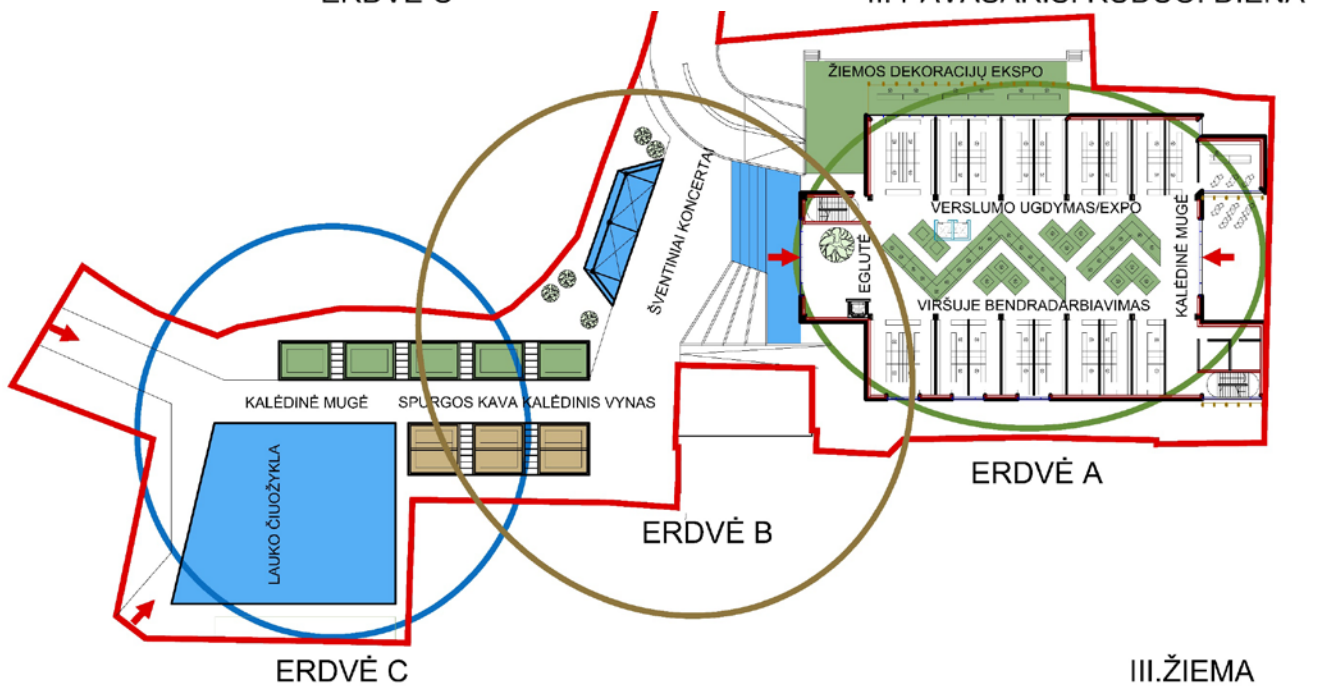 ŽIEMOS DEKORACIJŲ EKSPO
VERSLUMO UGDYMAS/EXPO
EGLUTĖ
KALĖDINĖ MUGĖ
VIRŠUJE BENDRADARBIAVIMAS
ŠVENTINIAI KONCERTAI
KALĖDINĖ MUGĖ
SPURGOS KAVA KALĖDINIS VYNAS
LAUKO ČIUOŽYKLA
ERDVĖ A
ERDVĖ B
ERDVĖ C
III.ŽIEMA